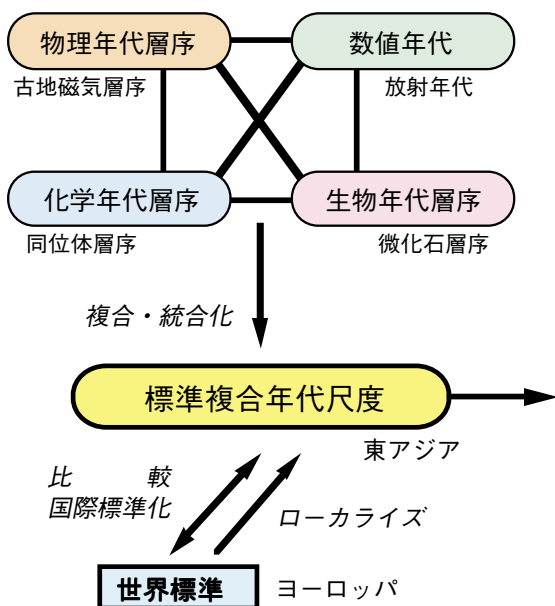 物理年代層序
数値年代
古地磁気層序
放射年代
化学年代層序
生物年代層序
同位体層序
微化石層序
複合・統合化
標準複合年代尺度
東アジア
比較
国際標準化
ローカライズ
世界標準
ヨーロッパ